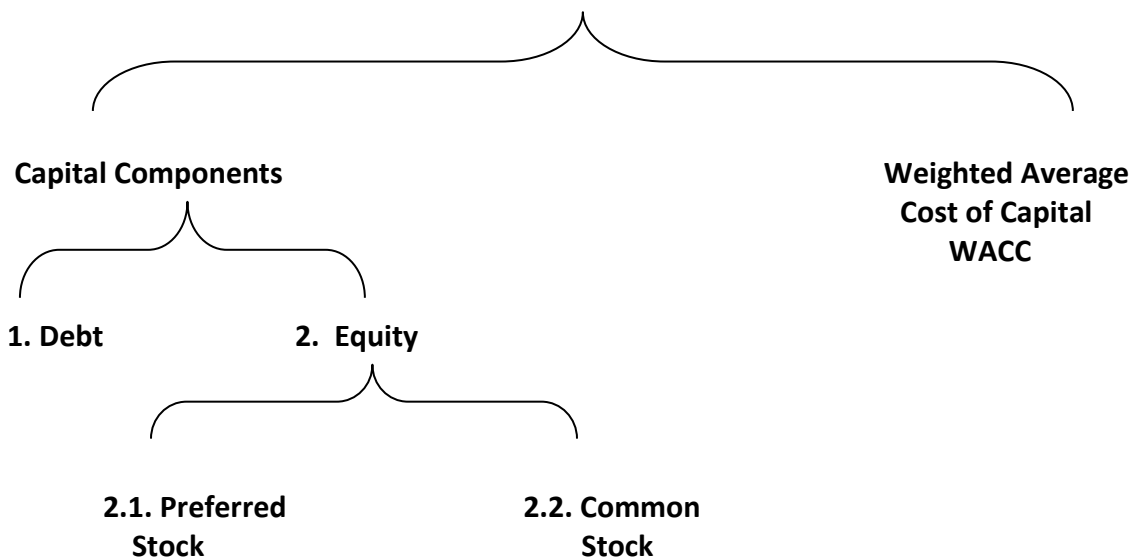 Capital Components
Weighted Average
Cost of Capital
WACC
1. Debt
2. Equity
2.1. Preferred
Stock
2.2. Common
Stock